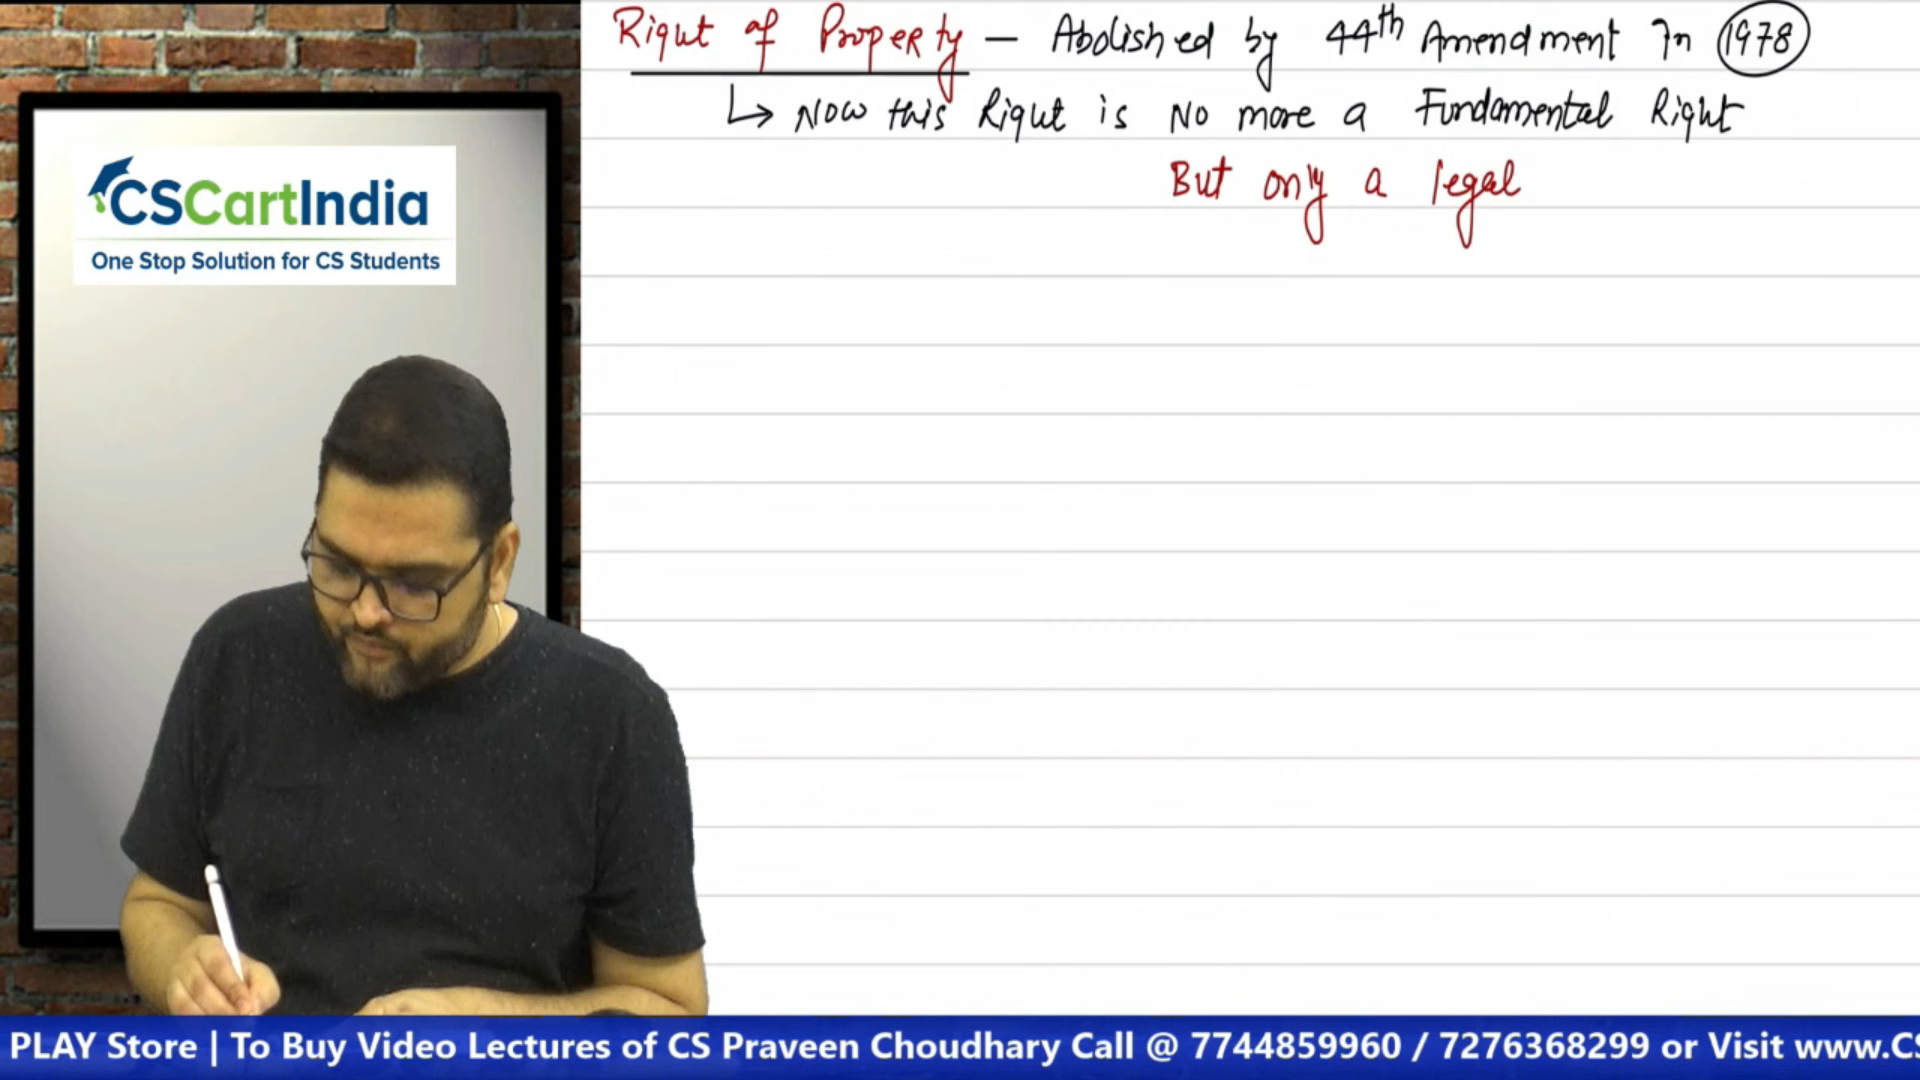 Right of Property — Abolished by 44th Amendment In 1978
↳ Now this Right is No more a Fundamental Right
But only a legal
CSCartIndia
One Stop Solution for CS Students
PLAY Store | To Buy Video Lectures of CS Praveen Choudhary Call @ 7744859960 / 7276368299 or Visit www.CS